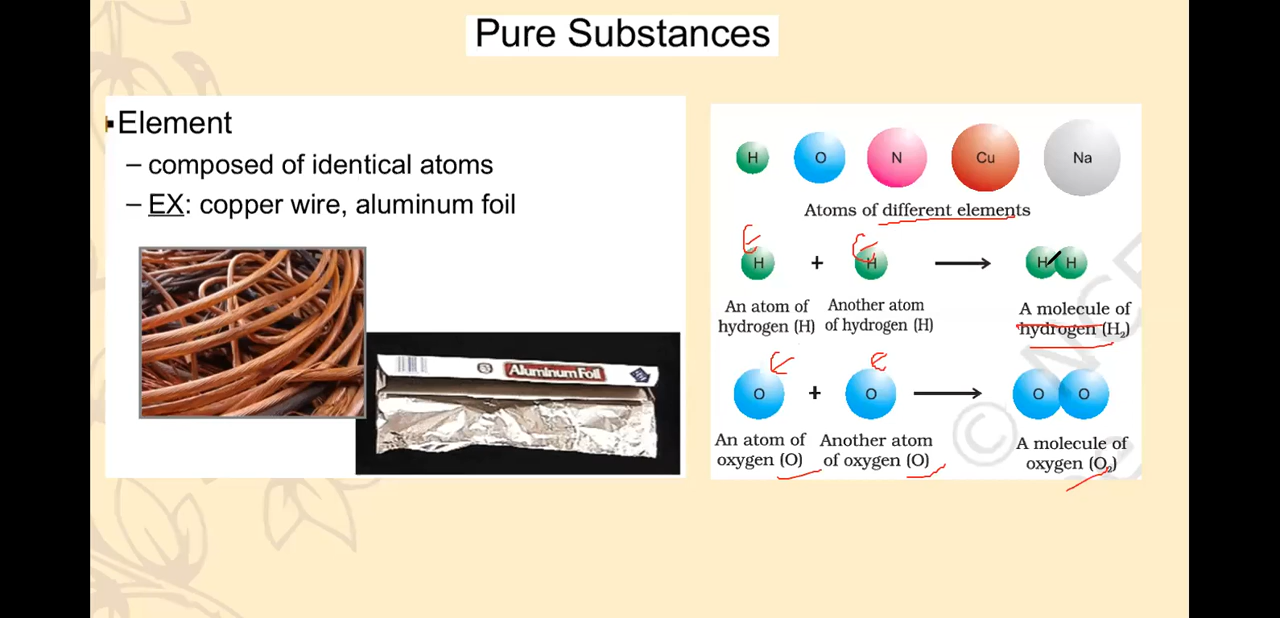 Pure Substances
Element
– composed of identical atoms
– EX: copper wire, aluminum foil
Aluminum Foil
H O N Cu Na
Atoms of different elements
E E
H + H H H
An atom of hydrogen (H)
Another atom of hydrogen (H)
A molecule of hydrogen (H₂)
E e
O + O O O
An atom of oxygen (O)
Another atom of oxygen (O)
A molecule of oxygen (O₂)